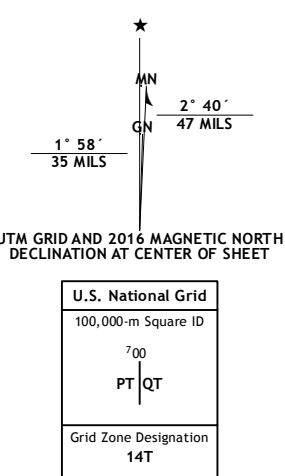 ★
MN
GN
2° 40´
47 MILS
1° 58´
35 MILS
UTM GRID AND 2016 MAGNETIC NORTH
DECLINATION AT CENTER OF SHEET
U.S. National Grid
100,000-m Square ID
⁷00
PT QT
Grid Zone Designation
14T